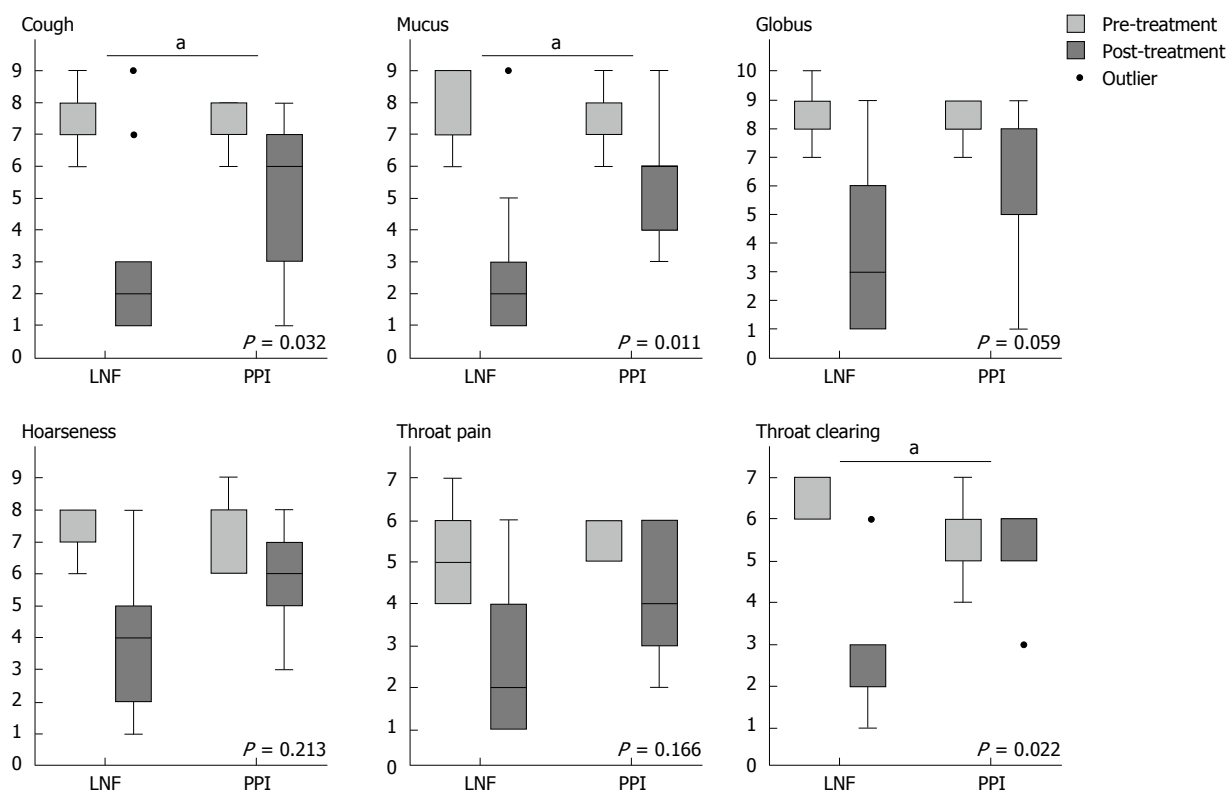 Cough
a
9
8
7
6
5
4
3
2
1
0
P = 0.032
LNF PPI
Mucus
a
9
8
7
6
5
4
3
2
1
0
P = 0.011
LNF PPI
Globus
10
9
8
7
6
5
4
3
2
1
0
P = 0.059
LNF PPI
Pre-treatment
Post-treatment
Outlier
Hoarseness
9
8
7
6
5
4
3
2
1
0
P = 0.213
LNF PPI
Throat pain
7
6
5
4
3
2
1
0
P = 0.166
LNF PPI
Throat clearing
a
7
6
5
4
3
2
1
0
P = 0.022
LNF PPI